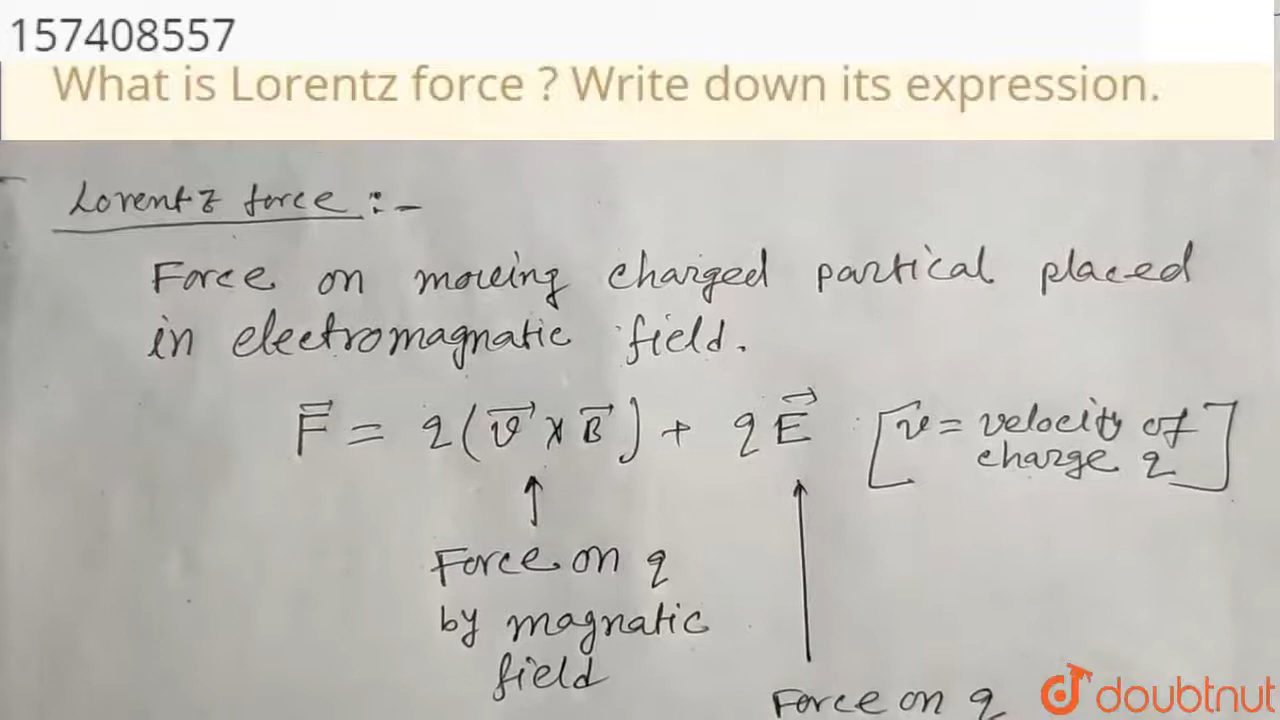 157408557
What is Lorentz force ? Write down its expression.
Lorentz force :-
Force on moving charged partical placed
in electromagnatic field.
F⃗ = q(v⃗ × B⃗) + qE⃗ [v⃗ = velocity of
charge q]
↑
Force on q
by magnatic
field
Force on q
doubtnut